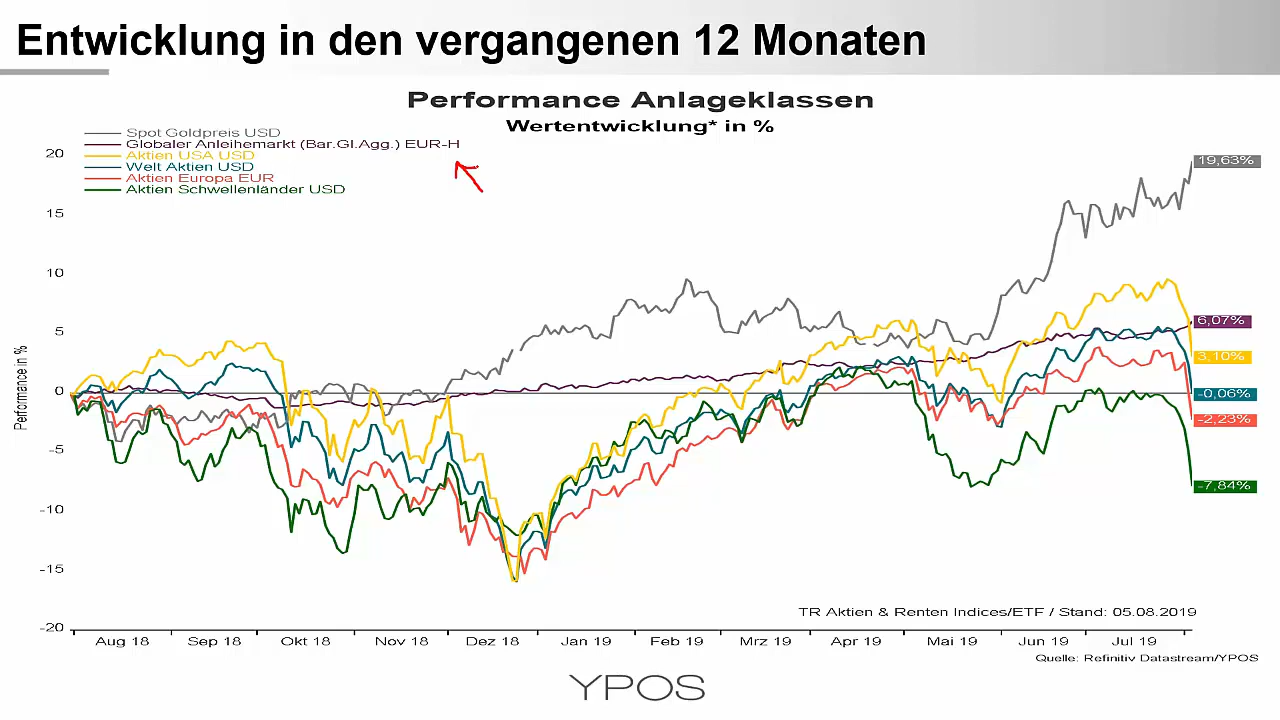 Entwicklung in den vergangenen 12 Monaten
Performance Anlageklassen
Wertentwicklung* in %
Spot Goldpreis USD
Globaler Anleihemarkt (Bar.Gl.Agg.) EUR-H
Aktien USA USD
Welt Aktien USD
Aktien Europa EUR
Aktien Schwellenländer USD
20
15
10
5
0
-5
-10
-15
-20
Performance in %
19,63%
6,07%
3,10%
-0,06%
-2,23%
-7,84%
TR Aktien & Renten Indices/ETF / Stand: 05.08.2019
Aug 18 Sep 18 Okt 18 Nov 18 Dez 18 Jan 19 Feb 19 Mrz 19 Apr 19 Mai 19 Jun 19 Jul 19
Quelle: Refinitiv Datastream/YPOS
YPOS